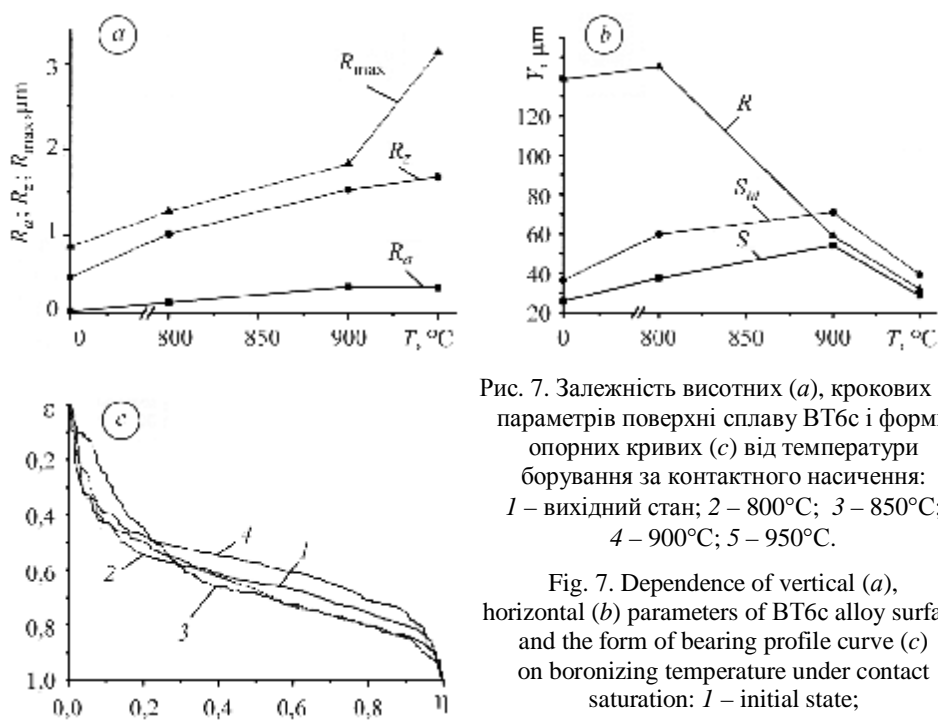 a
3
2
1
0
R_a; R_z; R_max, μm
R_max
R_z
R_a
0 800 850 900 T, °C
b
Y, μm
120
100
80
60
40
20
R
S_m
S
0 800 850 900 T, °C
c
ε
0,2
0,4
0,6
0,8
1.0
4
1
2
3
0,0 0,2 0,4 0,6 0,8 η
Рис. 7. Залежність висотних (a), крокових
параметрів поверхні сплаву ВТ6с і форм
опорних кривих (c) від температури
борування за контактного насичення:
1 – вихідний стан; 2 – 800°C; 3 – 850°C;
4 – 900°C; 5 – 950°C.
Fig. 7. Dependence of vertical (a),
horizontal (b) parameters of BT6c alloy surfa
and the form of bearing profile curve (c)
on boronizing temperature under contact
saturation: 1 – initial state;